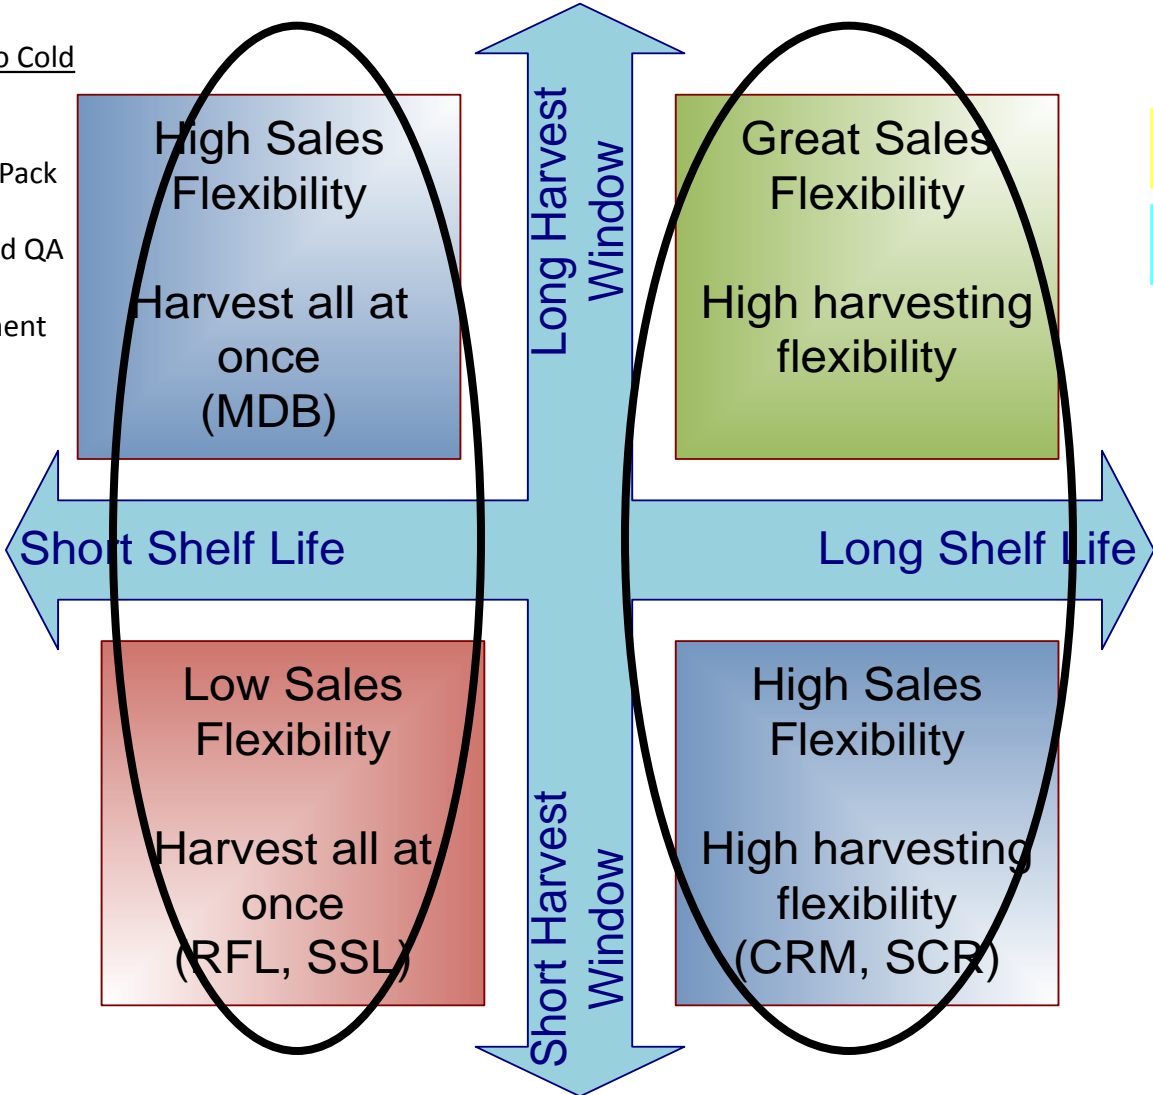 o Cold
Pack
d QA
nent
High Sales
Flexibility
Harvest all at
once
(MDB)
Long Harvest
Window
Great Sales
Flexibility
High harvesting
flexibility
Short Shelf Life
Long Shelf Life
Low Sales
Flexibility
Harvest all at
once
(RFL, SSL)
Short Harvest
Window
High Sales
Flexibility
High harvesting
flexibility
(CRM, SCR)